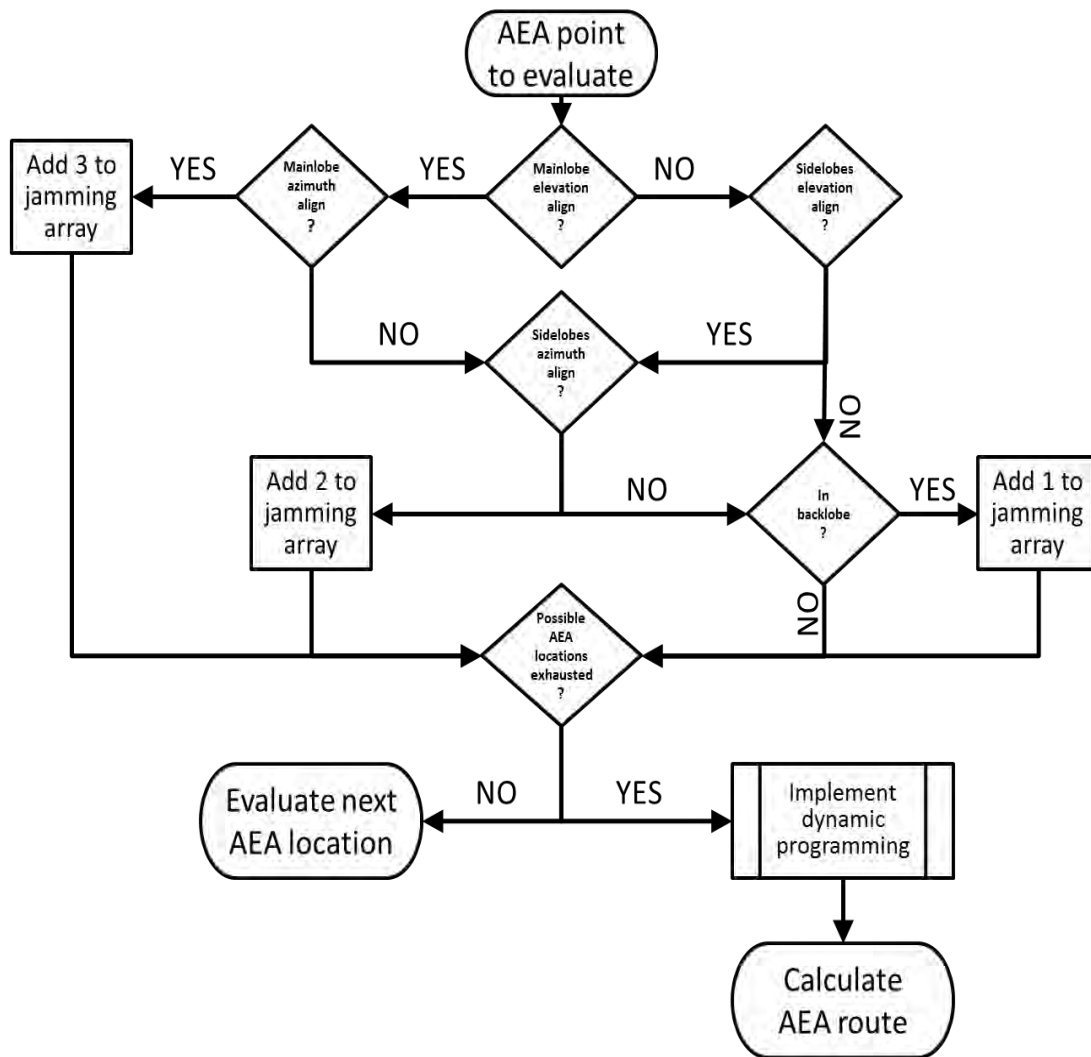 AEA point
to evaluate
Add 3 to
jamming
array
YES
Mainlobe
azimuth
align
?
YES
Mainlobe
elevation
align
?
NO
Sidelobes
elevation
align
?
NO
Sidelobes
azimuth
align
?
YES
NO
Add 2 to
jamming
array
NO
In
backlobe
?
YES
Add 1 to
jamming
array
NO
Possible
AEA
locations
exhausted
?
Evaluate next
AEA location
NO
YES
Implement
dynamic
programming
Calculate
AEA route